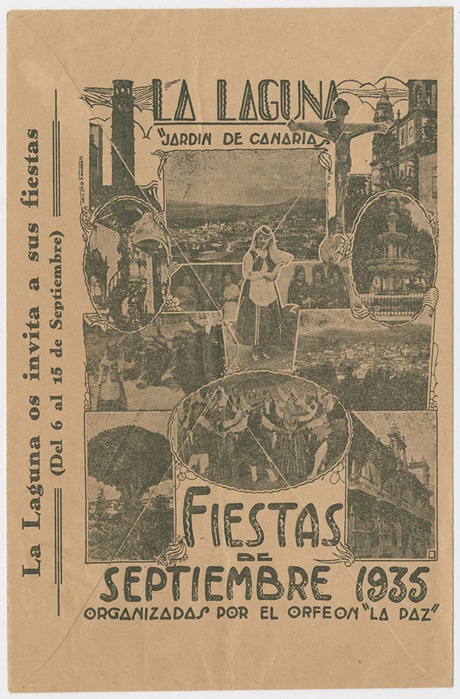 La Laguna os invita a sus fiestas
(Del 6 al 15 de Septiembre)
LA LAGUNA
"JARDIN DE CANARIAS
FIESTAS
DE
SEPTIEMBRE 1935
ORGANIZADAS POR EL ORFEON "LA PAZ"